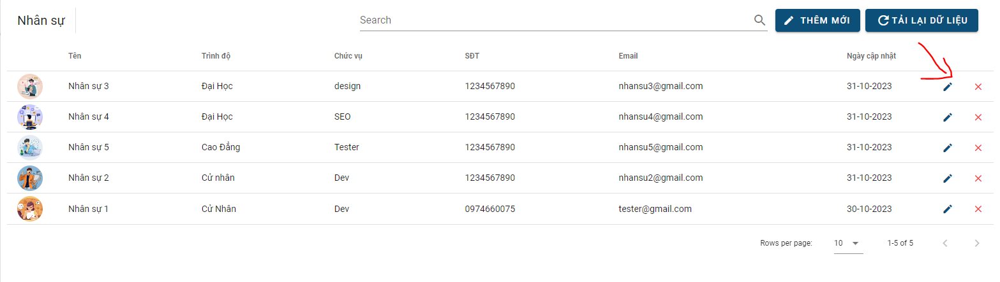 Nhân sự Search THÊM MỚI TẢI LẠI DỮ LIỆU
Tên Trình độ Chức vụ SĐT Email Ngày cập nhật
Nhân sự 3 Đại Học design 1234567890 nhansu3@gmail.com 31-10-2023
Nhân sự 4 Đại Học SEO 1234567890 nhansu4@gmail.com 31-10-2023
Nhân sự 5 Cao Đẳng Tester 1234567890 nhansu5@gmail.com 31-10-2023
Nhân sự 2 Cử nhân Dev 1234567890 nhansu2@gmail.com 31-10-2023
Nhân sự 1 Cử Nhân Dev 0974660075 tester@gmail.com 30-10-2023
Rows per page: 10 1-5 of 5